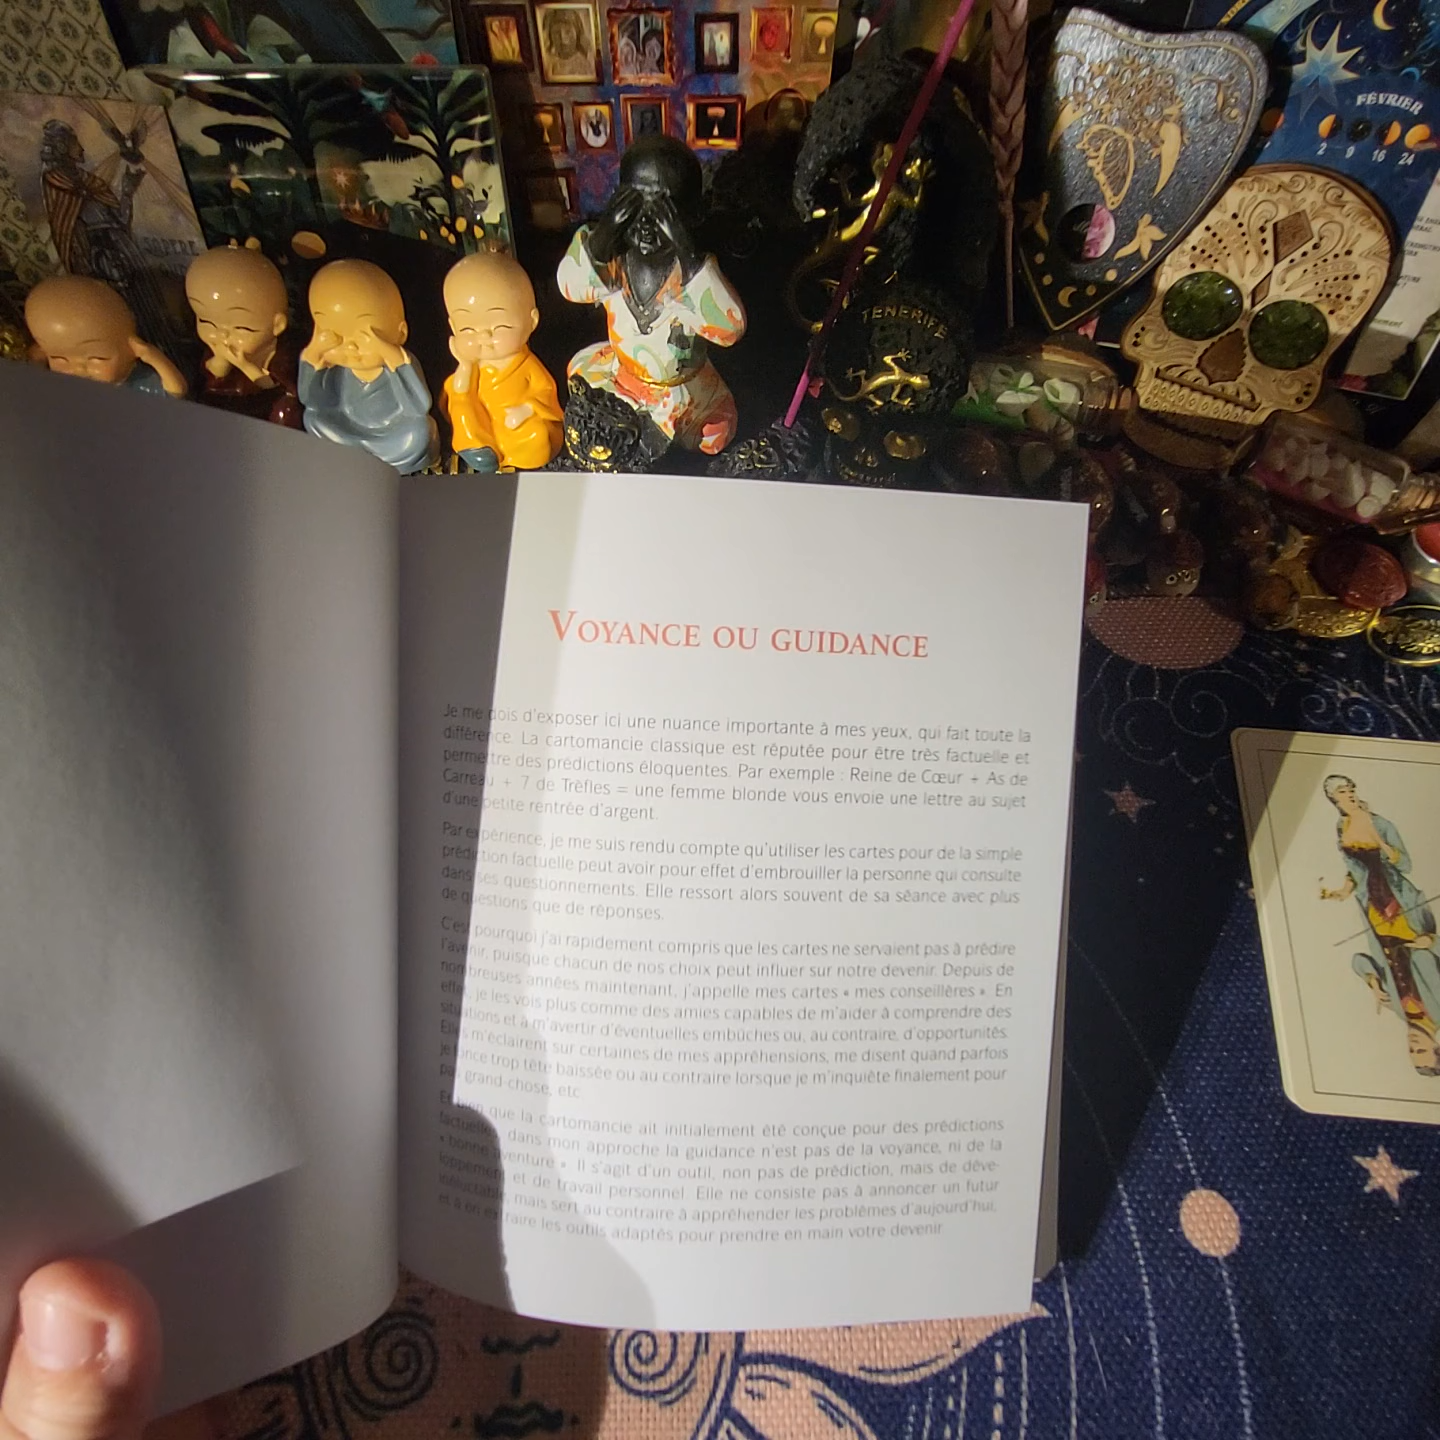 FÉVRIER
2 9 16 24
TENERIFE
VOYANCE OU GUIDANCE
Je me dois d'exposer ici une nuance importante à mes yeux, qui fait toute la
différence. La cartomancie classique est réputée pour être très factuelle et
permettre des prédictions éloquentes. Par exemple : Reine de Cœur + As de
Carreau + 7 de Trèfles = une femme blonde vous envoie une lettre au sujet
d'une petite rentrée d'argent.
Par expérience, je me suis rendu compte qu'utiliser les cartes pour de la simple
prédiction factuelle peut avoir pour effet d'embrouiller la personne qui consulte
dans ses questionnements. Elle ressort alors souvent de sa séance avec plus
de questions que de réponses.
C'est pourquoi j'ai rapidement compris que les cartes ne servaient pas à prédire
l'avenir, puisque chacun de nos choix peut influer sur notre devenir. Depuis de
nombreuses années maintenant, j'appelle mes cartes « mes conseillères ». En
effet, je les vois plus comme des amies capables de m'aider à comprendre des
situations et à m'avertir d'éventuelles embûches ou, au contraire, d'opportunités.
Elles m'éclairent sur certaines de mes appréhensions, me disent quand parfois
je fonce trop tête baissée ou au contraire lorsque je m'inquiète finalement pour
pas grand-chose, etc.
Et bien que la cartomancie ait initialement été conçue pour des prédictions
factuelles, dans mon approche la guidance n'est pas de la voyance, ni de la
« bonne aventure ». Il s'agit d'un outil, non pas de prédiction, mais de déve-
loppement et de travail personnel. Elle ne consiste pas à annoncer un futur
inéluctable, mais sert au contraire à appréhender les problèmes d'aujourd'hui,
et à en extraire les outils adaptés pour prendre en main votre devenir.